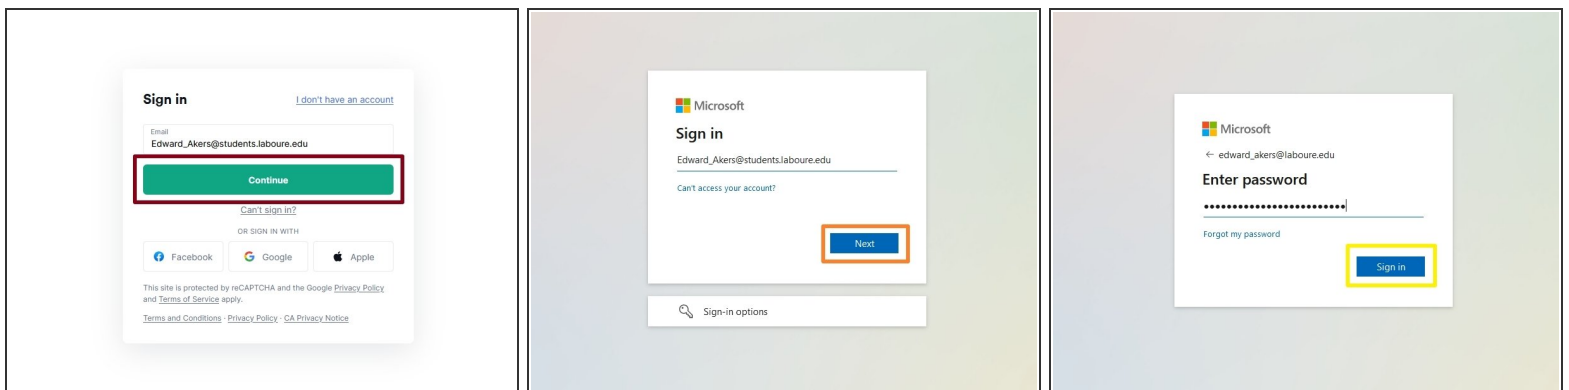 Sign in
I don't have an account
Email
Edward_Akers@students.laboure.edu
Continue
Can't sign in?
OR SIGN IN WITH
Facebook
Google
Apple
This site is protected by reCAPTCHA and the Google Privacy Policy
and Terms of Service apply.
Terms and Conditions · Privacy Policy · CA Privacy Notice
Microsoft
Sign in
Edward_Akers@students.laboure.edu
Can't access your account?
Next
Sign-in options
Microsoft
← edward_akers@laboure.edu
Enter password
•••••••••••••••••••••••••
Forgot my password
Sign in